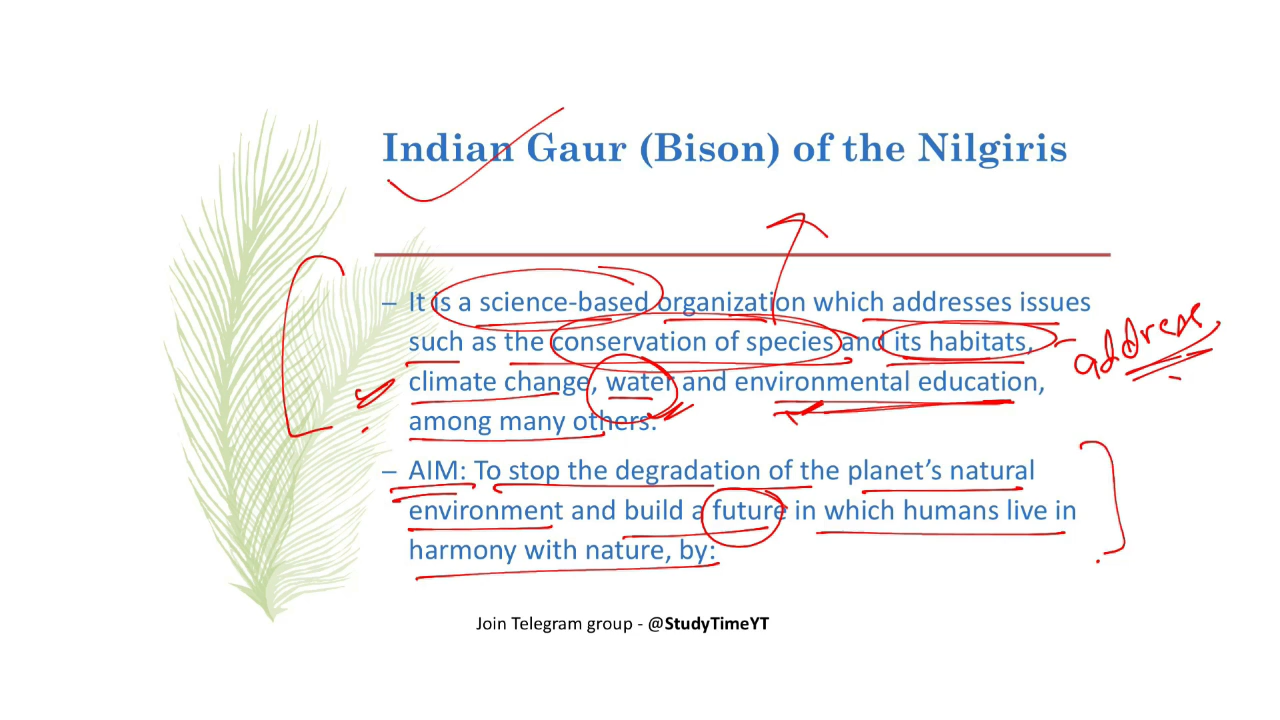 Indian Gaur (Bison) of the Nilgiris
– It is a science-based organization which addresses issues
such as the conservation of species and its habitats,
climate change, water and environmental education,
among many others.
address
– AIM: To stop the degradation of the planet's natural
environment and build a future in which humans live in
harmony with nature, by:
Join Telegram group - @StudyTimeYT